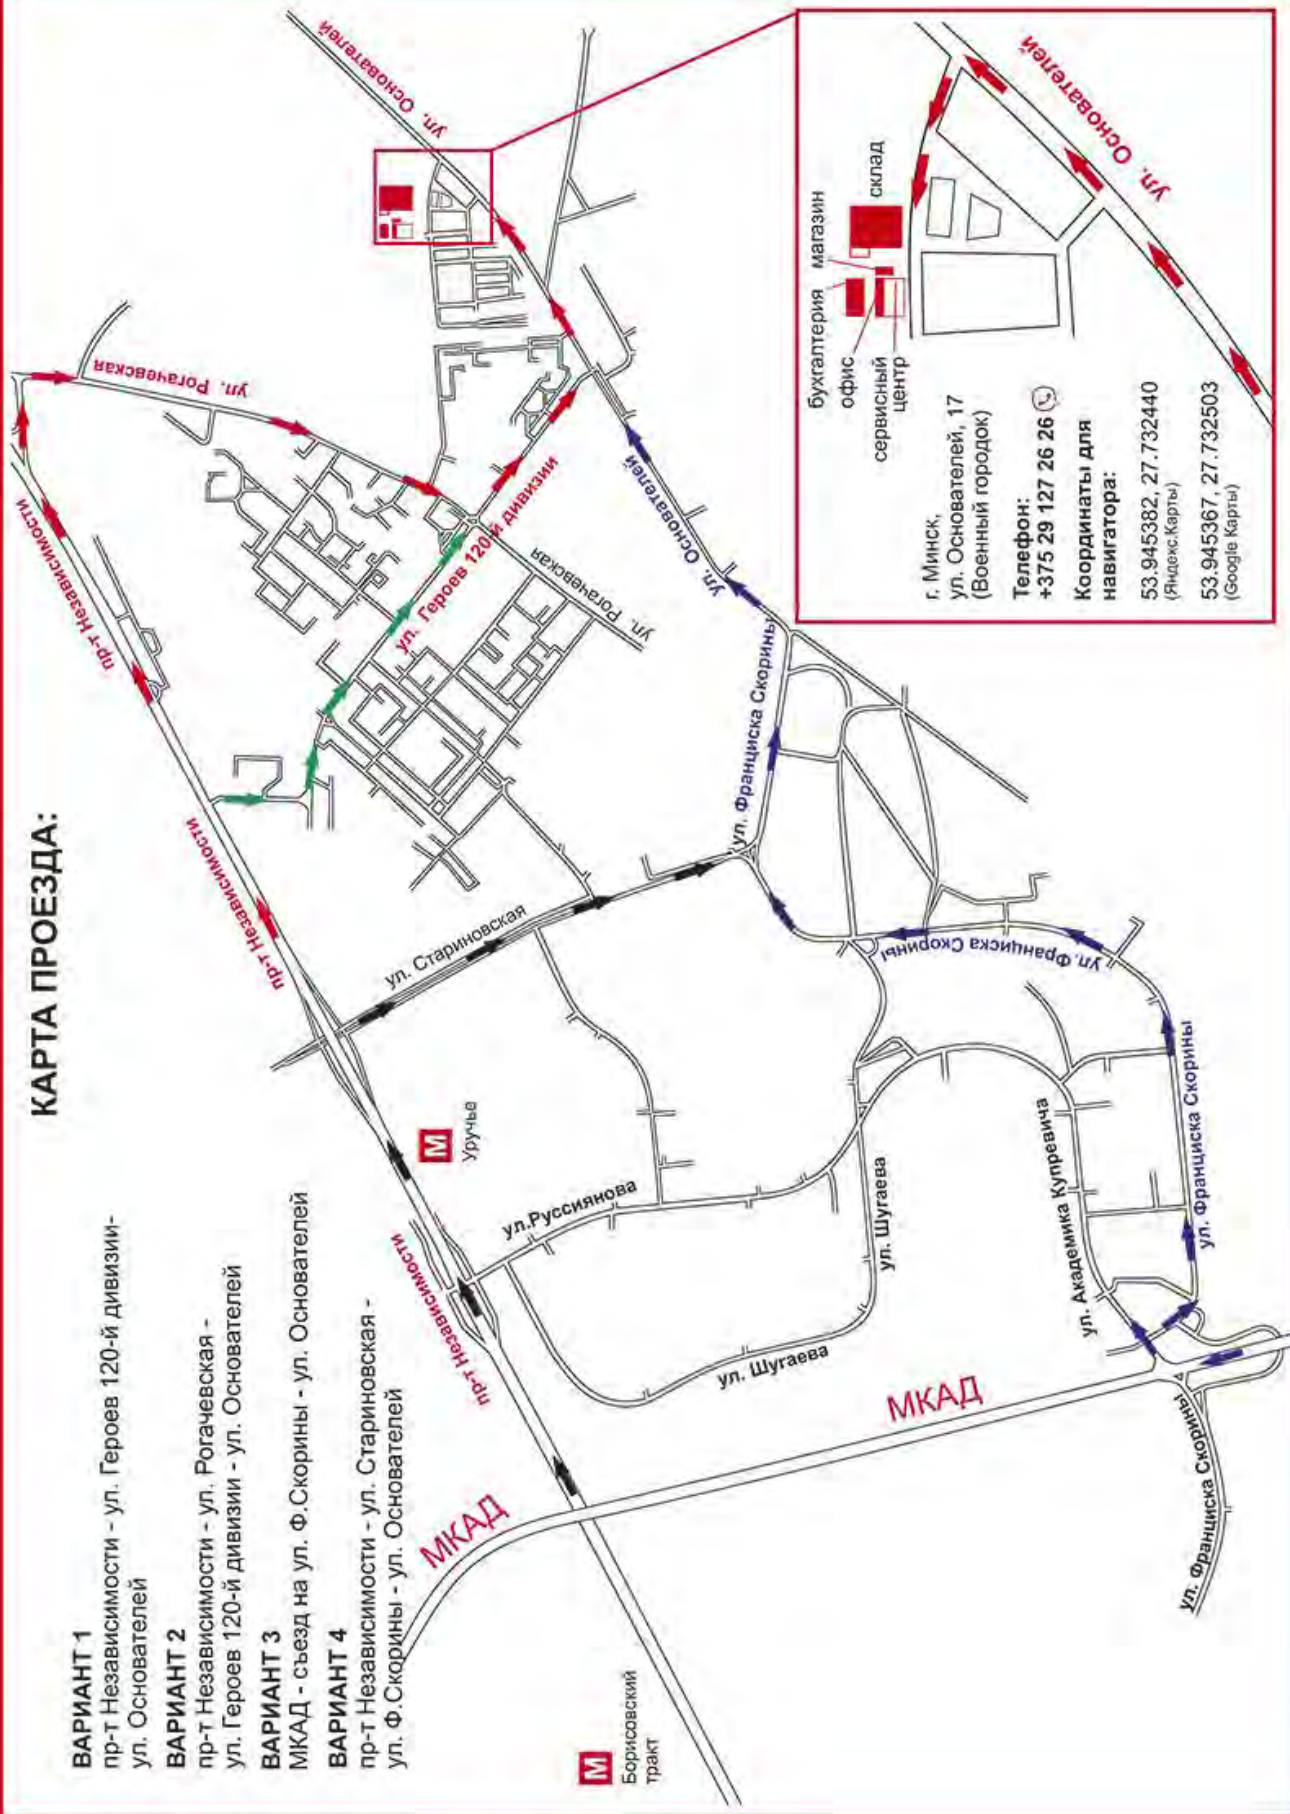 КАРТА ПРОЕЗДА:
ВАРИАНТ 1
пр-т Независимости - ул. Героев 120-й дивизии-
ул. Основателей
ВАРИАНТ 2
пр-т Независимости - ул. Рогачевская -
ул. Героев 120-й дивизии - ул. Основателей
ВАРИАНТ 3
МКАД - съезд на ул. Ф.Скорины - ул. Основателей
ВАРИАНТ 4
пр-т Независимости - ул. Стариновская -
ул. Ф.Скорины - ул. Основателей
М
Борисовский
тракт
МКАД
МКАД
пр-т Независимости
М
Уручье
пр-т Независимости
пр-т Независимости
пр-т Независимости
ул. Рогачевская
ул. Основателей
ул. Героев 120-й дивизии
ул. Рогачевская
ул. Основателей
ул. Стариновская
ул. Франциска Скорины
ул. Франциска Скорины
ул.Руссиянова
ул. Шугаева
ул. Шугаева
ул. Академика Купревича
ул. Франциска Скорины
ул. Франциска Скорины
бухгалтерия
магазин
офис
склад
сервисный
центр
ул. Основателей
г. Минск,
ул. Основателей, 17
(Военный городок)
Телефон:
+375 29 127 26 26
Координаты для
навигатора:
53.945382, 27.732440
(Яндекс.Карты)
53.945367, 27.732503
(Google Карты)